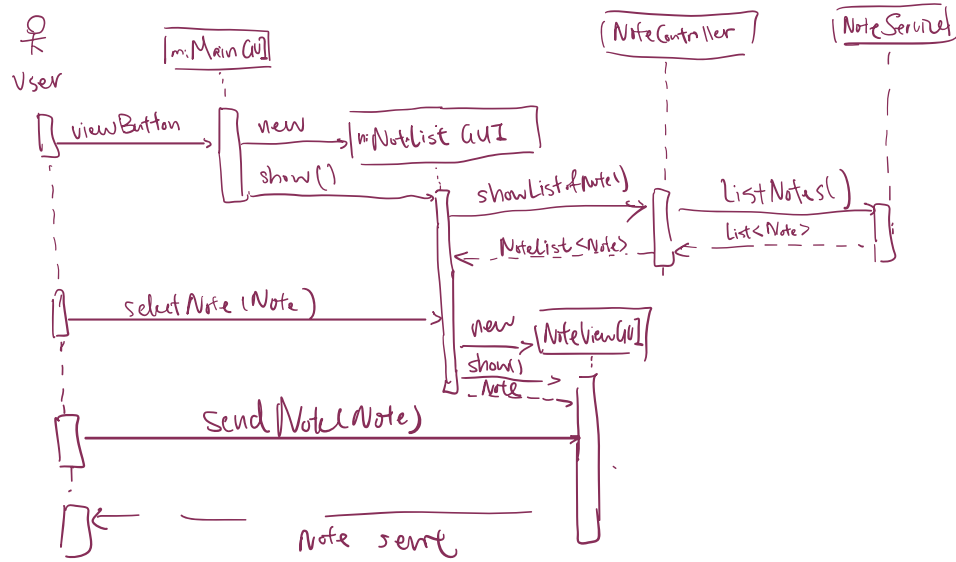 User
m:MainGUI
NoteController
NoteService
viewButton
new
n:NoteList GUI
show()
showListofNote()
ListNotes()
NoteList<Note>
List<Note>
selectNote(Note)
new
NoteViewGUI
show()
Note
SendNote(Note)
Note sent